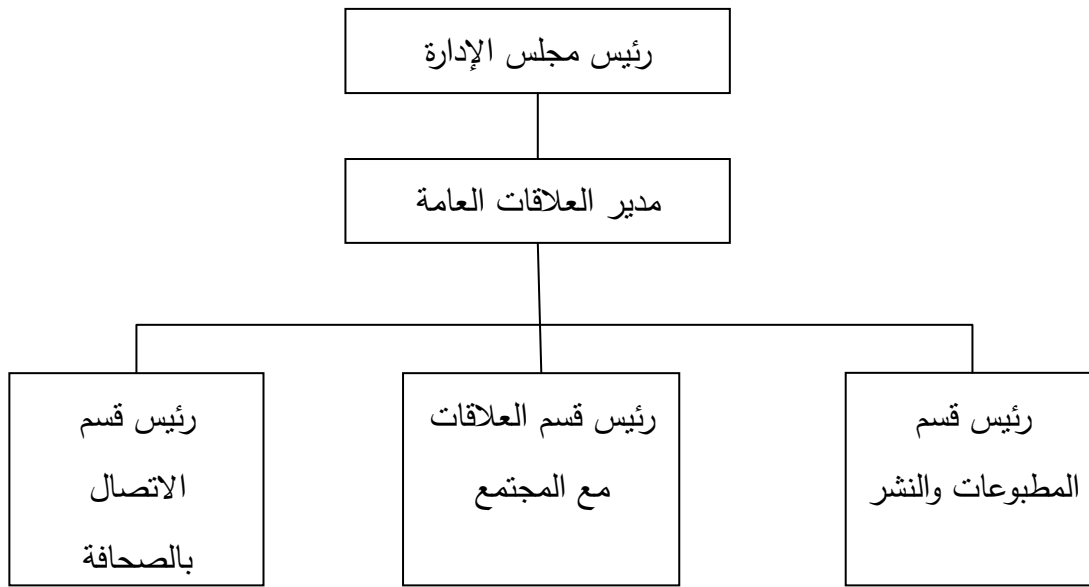 رئيس مجلس الإدارة
مدير العلاقات العامة
رئيس قسم
المطبوعات والنشر
رئيس قسم العلاقات
مع المجتمع
رئيس قسم
الاتصال
بالصحافة